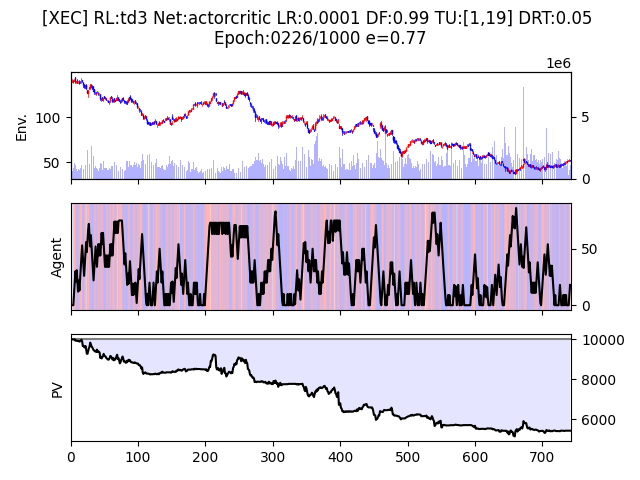 [XEC] RL:td3 Net:actorcritic LR:0.0001 DF:0.99 TU:[1,19] DRT:0.05
Epoch:0226/1000 e=0.77
1e6
Env.
100
50
5
0
Agent
50
0
PV
10000
8000
6000
0 100 200 300 400 500 600 700